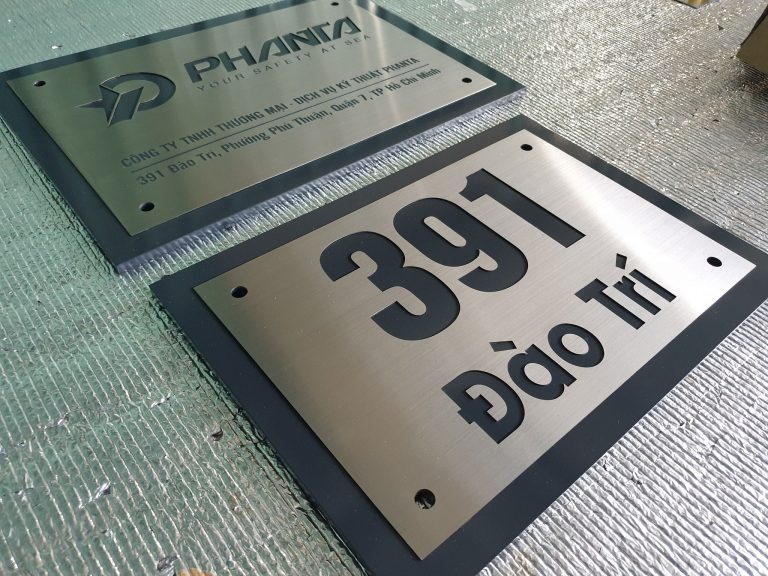 PHANTA
YOUR SAFETY AT SEA
CÔNG TY TNHH THƯƠNG MẠI - DỊCH VỤ KỸ THUẬT PHANTA
391 Đào Trí, Phường Phú Thuận, Quận 7, TP Hồ Chí Minh
391
Đào Trí